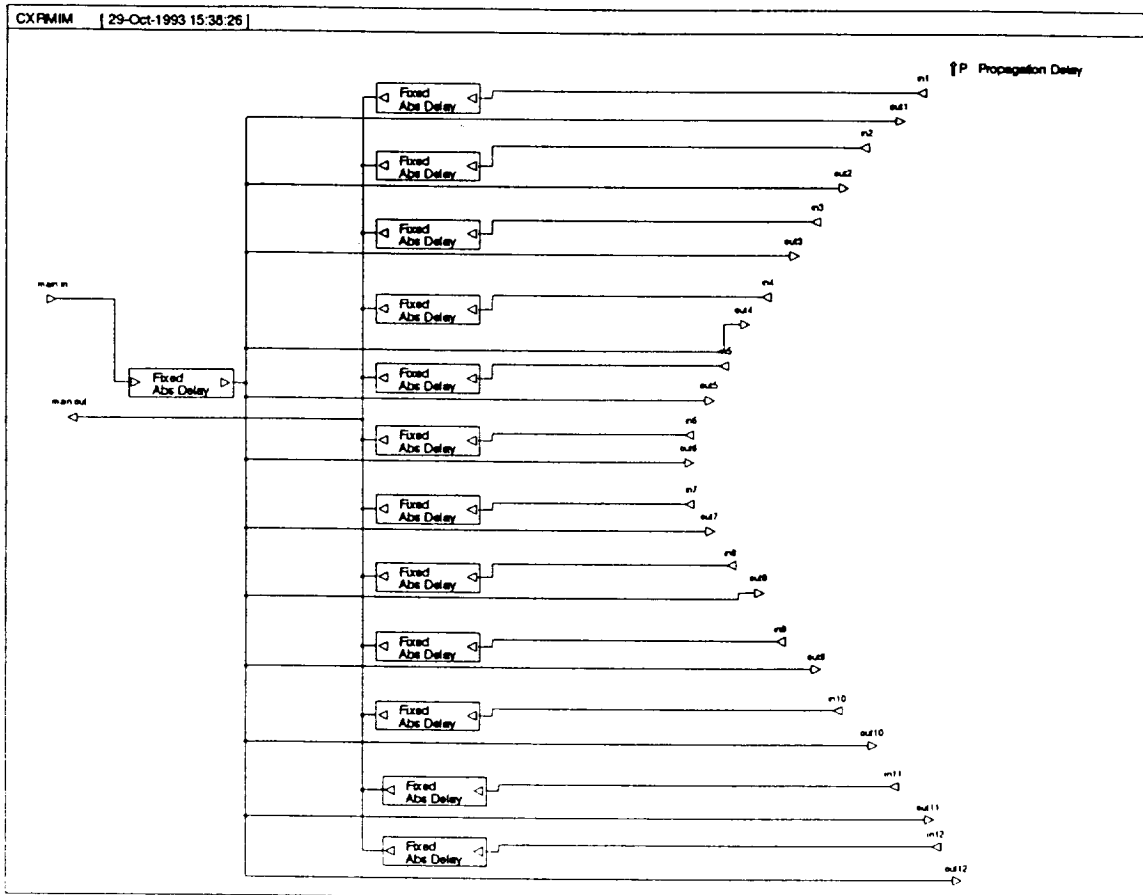 CXRMIM [ 29-Oct-1993 15:38:26 ]
⇑P Propagation Delay
in1
Fixed
Abs Delay
out1
in2
Fixed
Abs Delay
out2
in3
Fixed
Abs Delay
out3
main in
in4
Fixed
Abs Delay
out4
in5
Fixed
Abs Delay
Fixed
Abs Delay
out5
main out
in6
Fixed
Abs Delay
out6
in7
Fixed
Abs Delay
out7
in8
Fixed
Abs Delay
out8
in9
Fixed
Abs Delay
out9
in10
Fixed
Abs Delay
out10
in11
Fixed
Abs Delay
out11
in12
Fixed
Abs Delay
out12